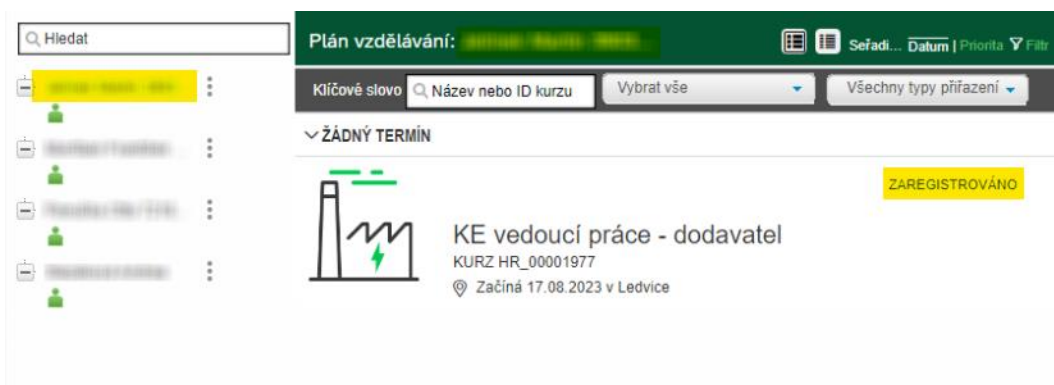 Hledat
Plán vzdělávání:
Seřadi... Datum | Priorita Filtr
Klíčové slovo Název nebo ID kurzu Vybrat vše Všechny typy přiřazení
ŽÁDNÝ TERMÍN
ZAREGISTROVÁNO
KE vedoucí práce - dodavatel
KURZ HR_00001977
Začíná 17.08.2023 v Ledvice